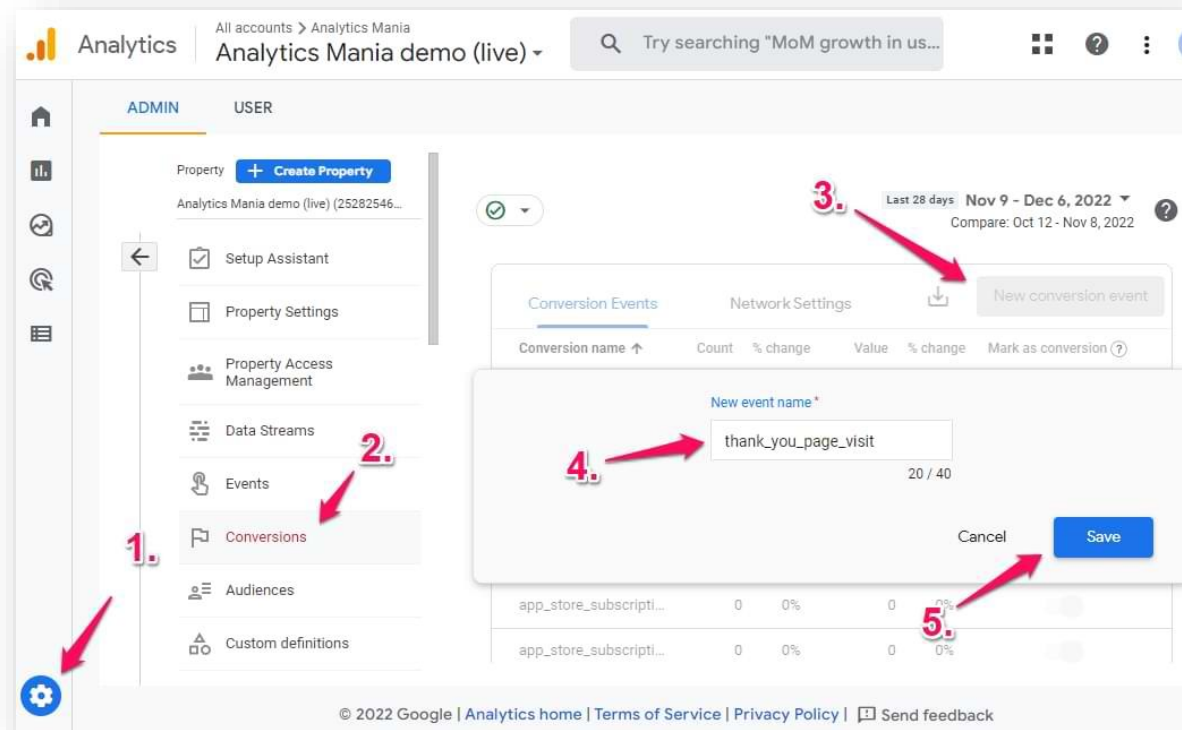 Analytics
All accounts > Analytics Mania
Analytics Mania demo (live)
Try searching "MoM growth in us...
ADMIN
USER
Property
+ Create Property
Analytics Mania demo (live) (25282546...
Setup Assistant
Property Settings
Property Access
Management
Data Streams
Events
Conversions
Audiences
Custom definitions
1.
2.
3.
Last 28 days Nov 9 - Dec 6, 2022
Compare: Oct 12 - Nov 8, 2022
Conversion Events
Network Settings
New conversion event
Conversion name ↑ Count % change Value % change Mark as conversion ?
New event name *
4.
thank_you_page_visit
20 / 40
Cancel
Save
5.
app_store_subscripti... 0 0% 0 0%
app_store_subscripti... 0 0% 0 0%
© 2022 Google | Analytics home | Terms of Service | Privacy Policy | Send feedback